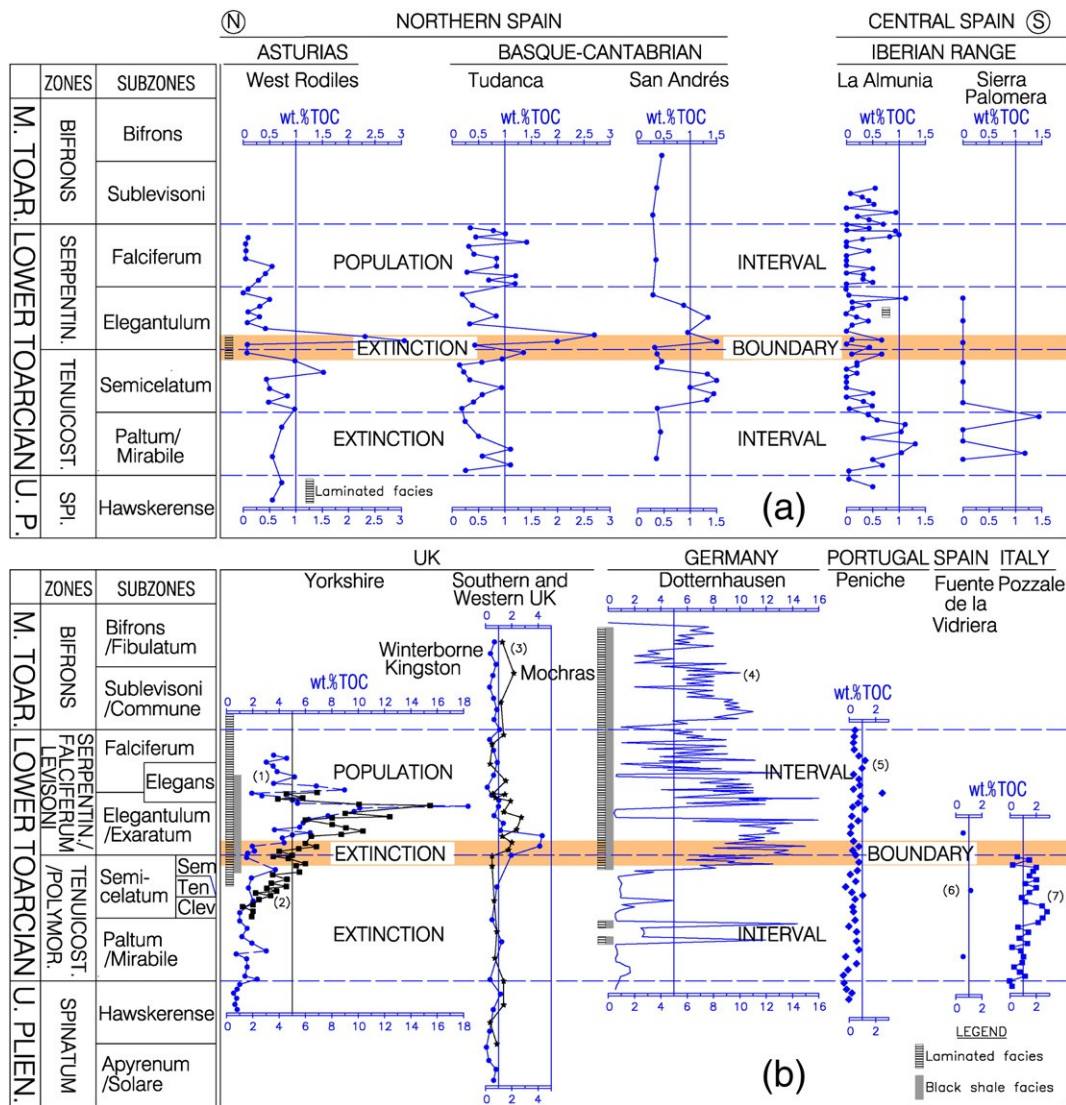 N NORTHERN SPAIN CENTRAL SPAIN S
ASTURIAS BASQUE-CANTABRIAN IBERIAN RANGE
ZONES SUBZONES West Rodiles Tudanca San Andrés La Almunia Sierra Palomera
wt.%TOC wt.%TOC wt.%TOC wt%TOC wt%TOC
0 0.5 1 1.5 2 2.5 3 0 0.5 1 1.5 2 2.5 3 0 0.5 1 1.5 0 0.5 1 1.5 0 0.5 1 1.5
M. TOAR.
LOWER TOARCIAN
U. P.
BIFRONS
SERPENTIN.
TENUICOST.
SPI.
Bifrons
Sublevisoni
Falciferum POPULATION INTERVAL
Elegantulum
EXTINCTION BOUNDARY
Semicelatum
Paltum/
Mirabile EXTINCTION INTERVAL
Hawskerense Laminated facies
(a)
0 0.5 1 1.5 2 2.5 3 0 0.5 1 1.5 2 2.5 3 0 0.5 1 1.5 0 0.5 1 1.5 0 0.5 1 1.5
UK GERMANY PORTUGAL SPAIN ITALY
ZONES SUBZONES Yorkshire Southern and Western UK Dotternhausen Peniche Fuente de la Vidriera Pozzale
0 2 4 0 2 4 6 8 10 12 14 16
M. TOAR.
LOWER TOARCIAN
U. PLIEN.
BIFRONS
SERPENTIN./
FALCIFERUM
LEVISONI
TENUICOST.
/POLYMOR.
SPINATUM
Bifrons
/Fibulatum
Winterborne
Kingston
(3)
Mochras
(4)
Sublevisoni
/Commune
wt.%TOC
0 2 4 6 8 10 12 14 16 18
wt.%TOC
0 2
Falciferum
Elegans
(1)
POPULATION INTERVAL
(5)
Elegantulum
/Exaratum
wt.%TOC
0 2 0 2
EXTINCTION BOUNDARY
Semi-
celatum
Sem
Ten
Clev
(2)
(6)
(7)
Paltum
/Mirabile
EXTINCTION INTERVAL
Hawskerense
0 2 4 6 8 10 12 14 16 18
0 2 4 6 8 10 12 14 16
0 2
0 2 0 2
Apyrenum
/Solare
0 2 4
(b)
LEGEND
Laminated facies
Black shale facies